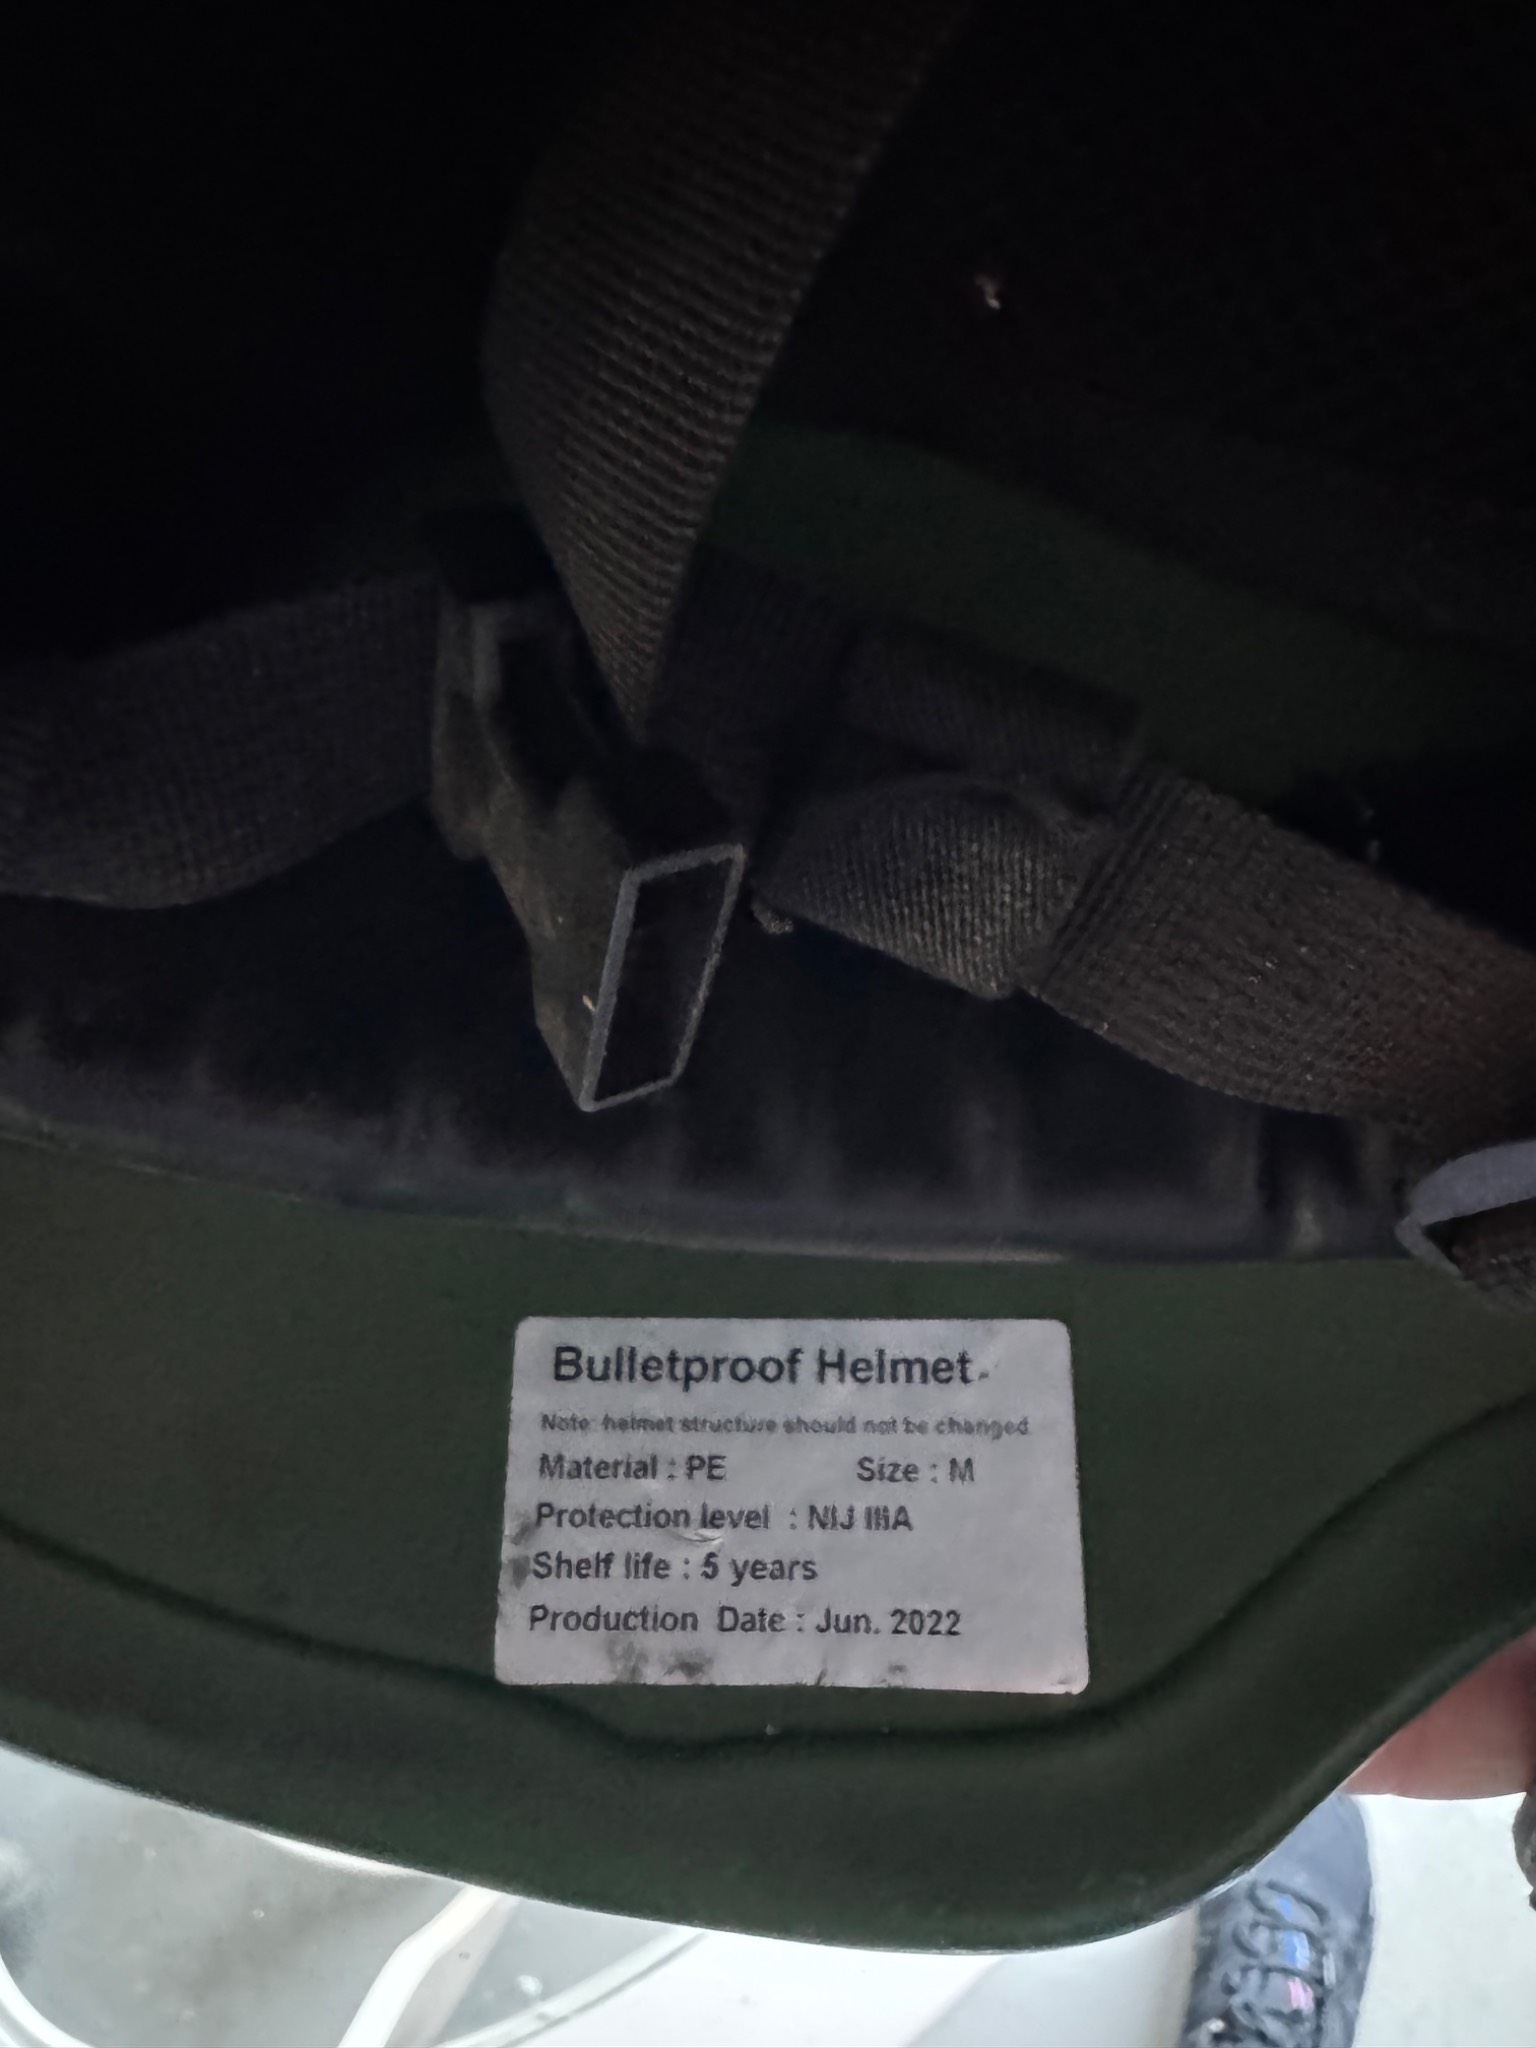 Bulletproof Helmet
Note: helmet structure should not be changed
Material : PE Size : M
Protection level : NIJ IIIA
Shelf life : 5 years
Production Date : Jun. 2022